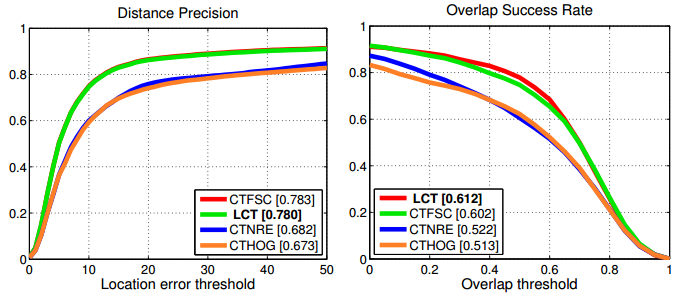 Distance Precision
1
0.8
0.6
0.4
0.2
0
0 10 20 30 40 50
Location error threshold
CTFSC [0.783]
LCT [0.780]
CTNRE [0.682]
CTHOG [0.673]
Overlap Success Rate
1
0.8
0.6
0.4
0.2
0
0 0.2 0.4 0.6 0.8 1
Overlap threshold
LCT [0.612]
CTFSC [0.602]
CTNRE [0.522]
CTHOG [0.513]